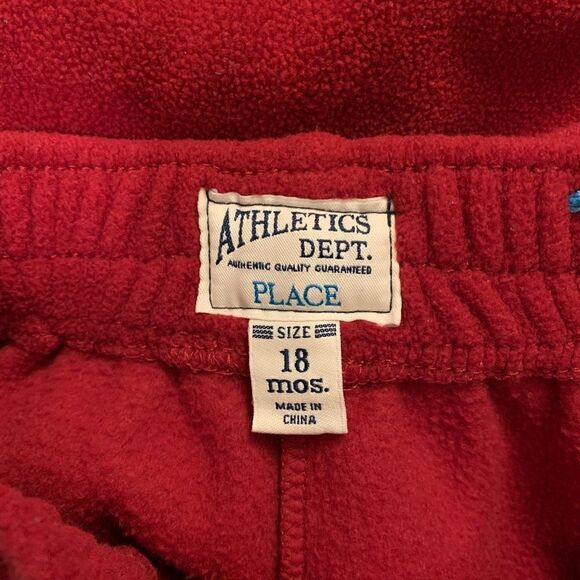 ATHLETICS
DEPT.
AUTHENTIC QUALITY GUARANTEED
PLACE
SIZE
18
mos.
MADE IN
CHINA